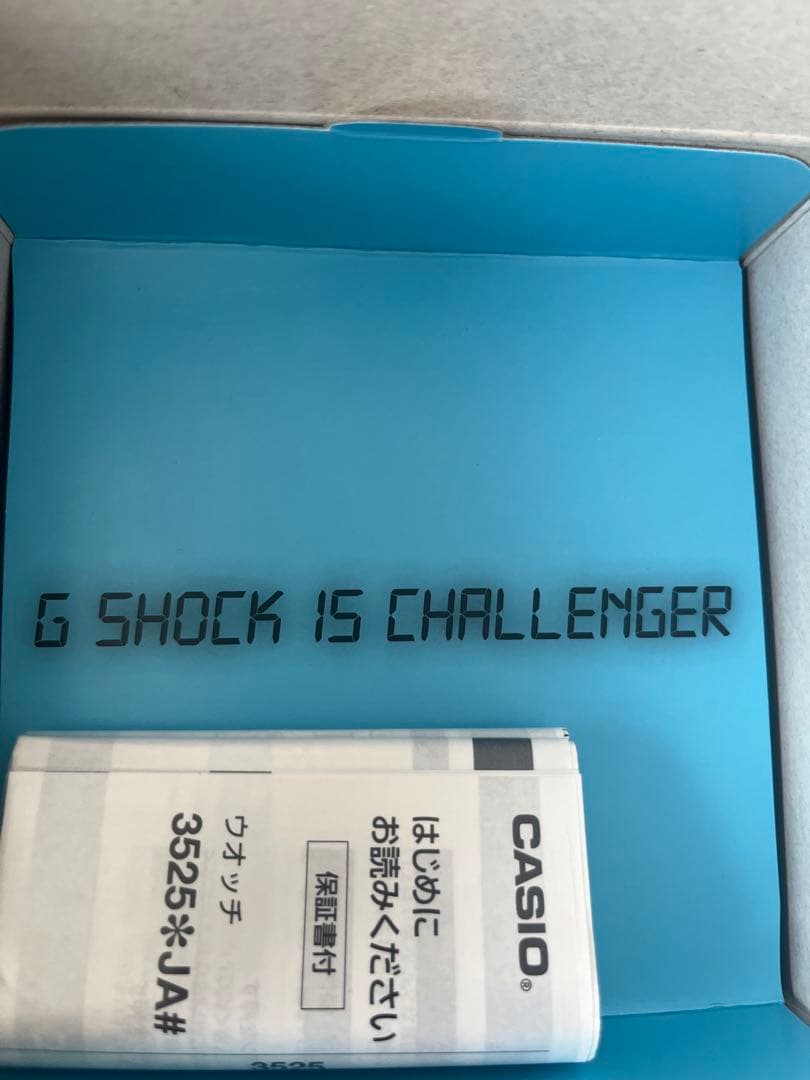 G SHOCK IS CHALLENGER
CASIO®
はじめに
お読みください
保証書付
ウオッチ
3525✼JA#
3525